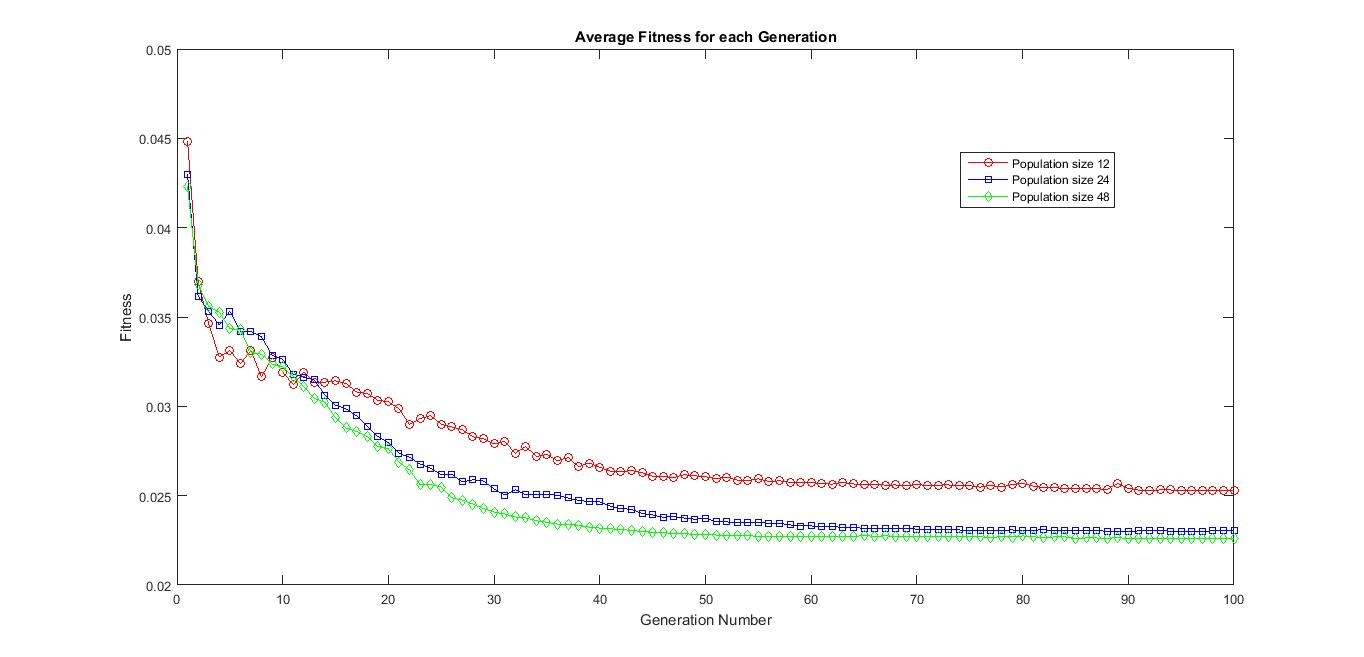 Average Fitness for each Generation
0.05
0.045
0.04
0.035
0.03
0.025
0.02
Fitness
Population size 12
Population size 24
Population size 48
0 10 20 30 40 50 60 70 80 90 100
Generation Number